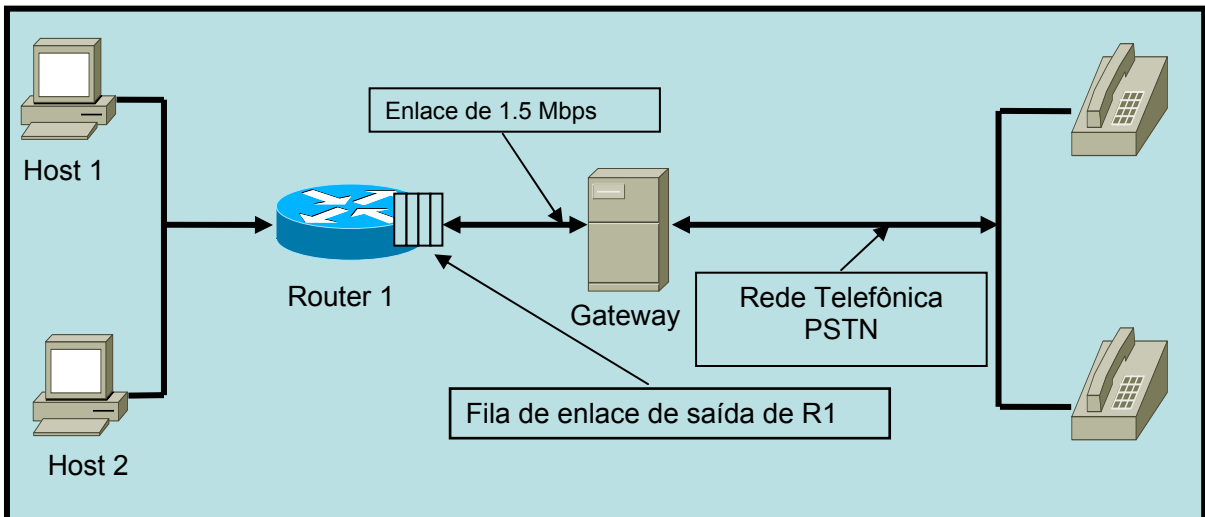 Enlace de 1.5 Mbps
Host 1
Router 1
Gateway
Rede Telefônica
PSTN
Fila de enlace de saída de R1
Host 2